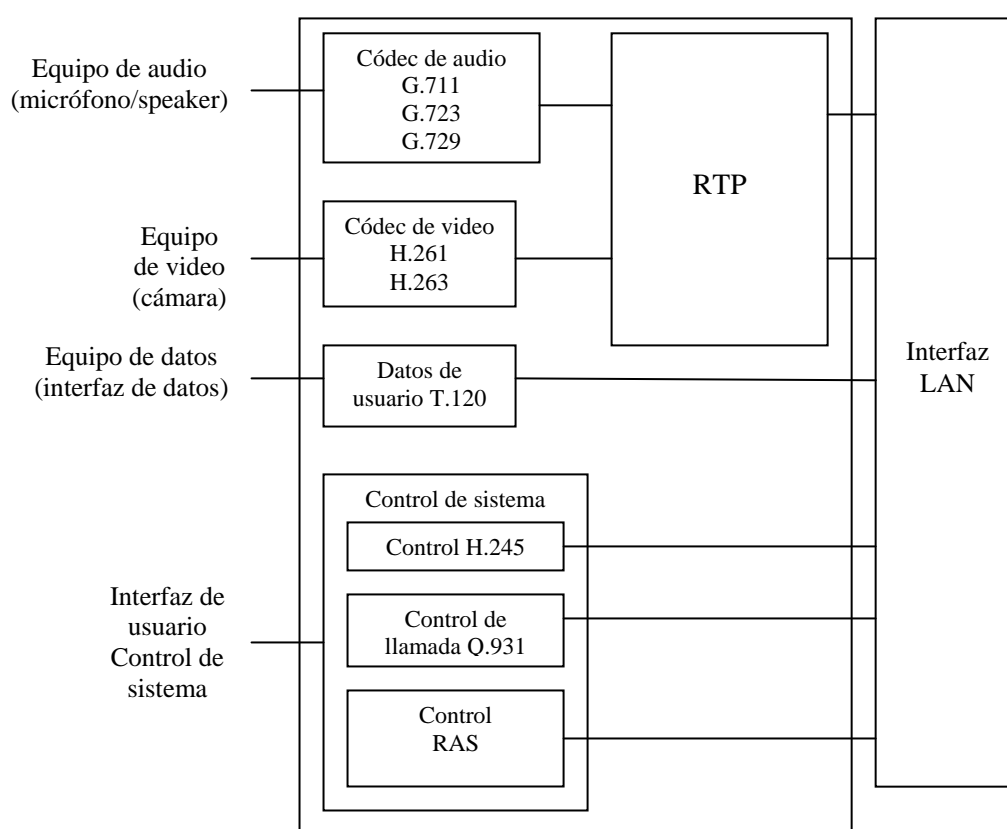 Equipo de audio
(micrófono/speaker)
Códec de audio
G.711
G.723
G.729
RTP
Equipo
de video
(cámara)
Códec de video
H.261
H.263
Equipo de datos
(interfaz de datos)
Datos de
usuario T.120
Interfaz
LAN
Control de sistema
Control H.245
Interfaz de
usuario
Control de
sistema
Control de
llamada Q.931
Control
RAS